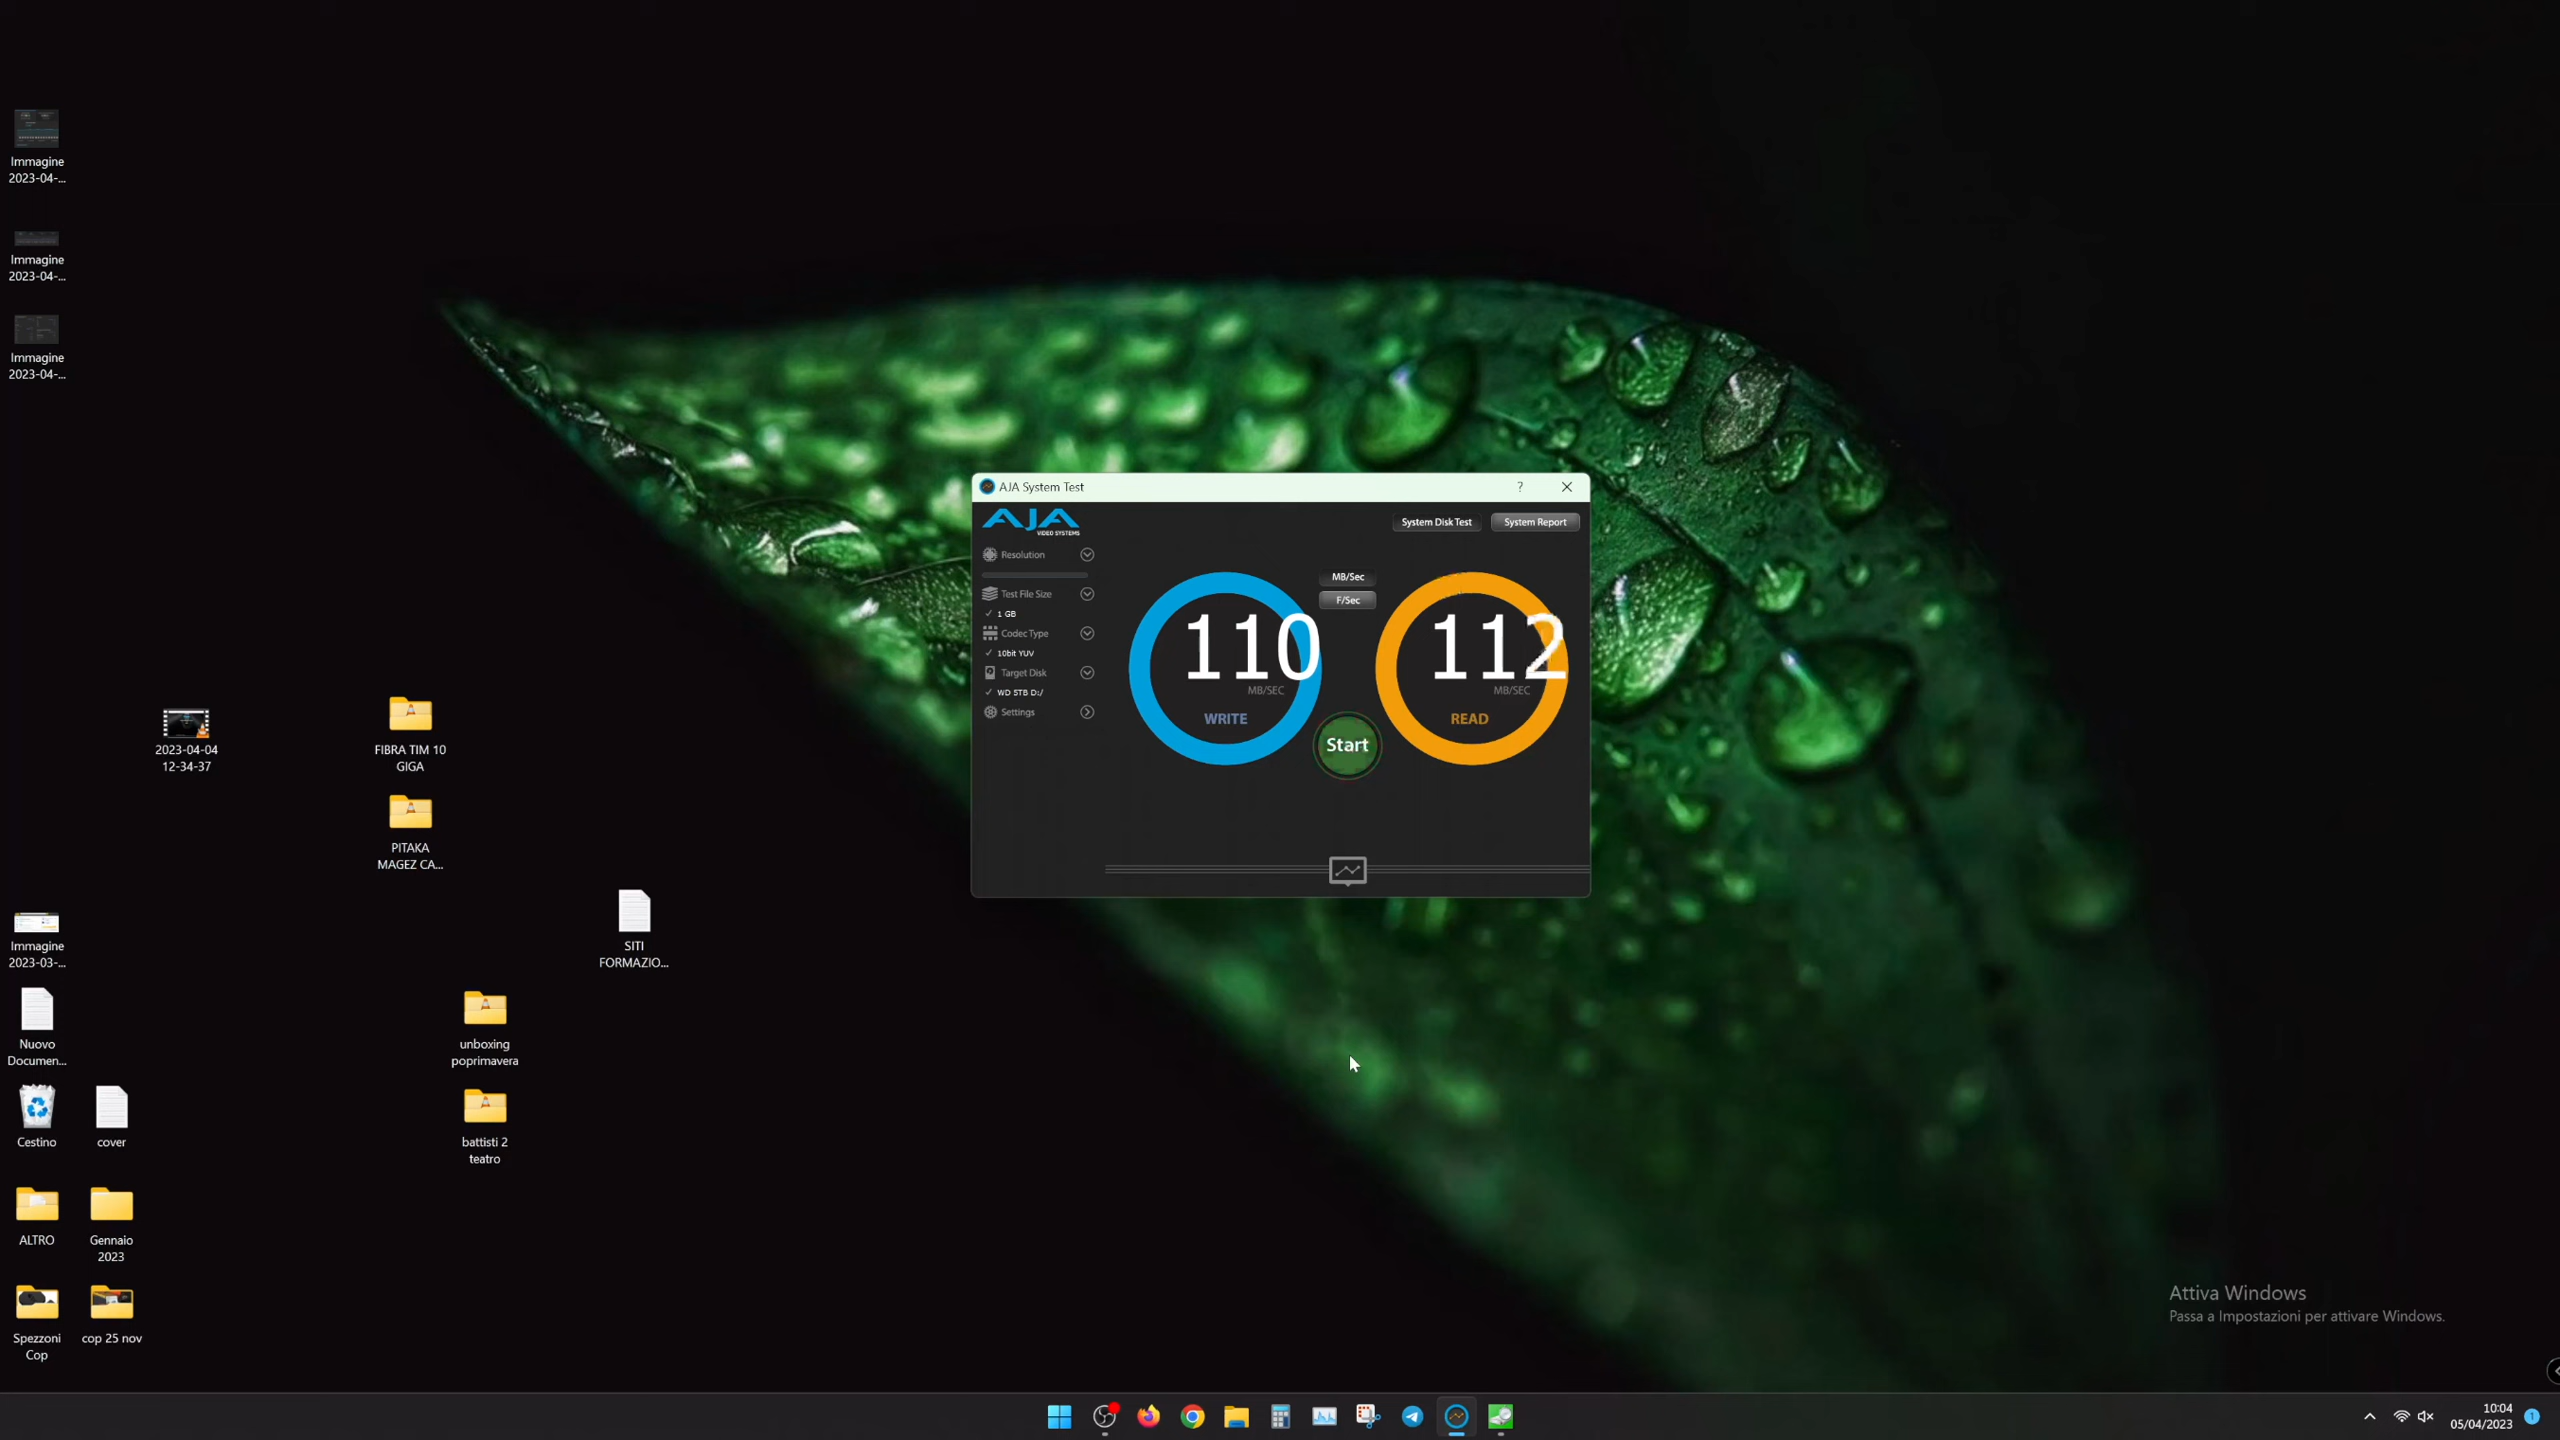 Immagine
2023-04-...
Immagine
2023-04-...
Immagine
2023-04-...
2023-04-04
12-34-37
FIBRA TIM 10
GIGA
PITAKA
MAGEZ CA...
SITI
FORMAZIO...
Immagine
2023-03-...
Nuovo
Documen...
unboxing
poprimavera
Cestino
cover
battisti 2
teatro
ALTRO
Gennaio
2023
Spezzoni
Cop
cop 25 nov
AJA System Test
?
AJA
VIDEO SYSTEMS
System Disk Test
System Report
Resolution
Test File Size
1 GB
Codec Type
10bit YUV
Target Disk
WD 5TB D:/
Settings
MB/Sec
F/Sec
110
MB/SEC
WRITE
112
MB/SEC
READ
Start
Attiva Windows
Passa a Impostazioni per attivare Windows.
10:04
05/04/2023
1